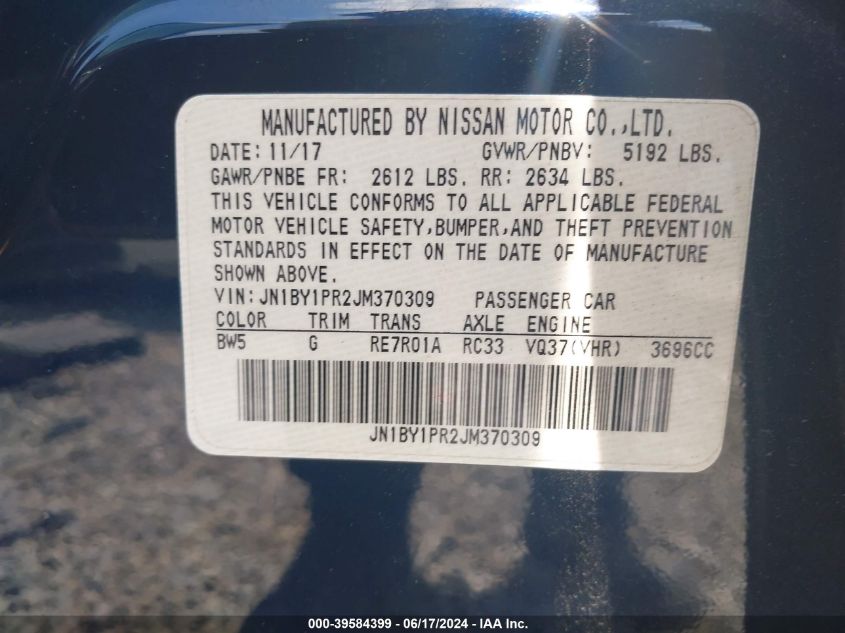 MANUFACTURED BY NISSAN MOTOR CO.,LTD.
DATE: 11/17 GVWR/PNBV: 5192 LBS.
GAWR/PNBE FR: 2612 LBS. RR: 2634 LBS.
THIS VEHICLE CONFORMS TO ALL APPLICABLE FEDERAL
MOTOR VEHICLE SAFETY,BUMPER,AND THEFT PREVENTION
STANDARDS IN EFFECT ON THE DATE OF MANUFACTURE
SHOWN ABOVE.
VIN: JN1BY1PR2JM370309 PASSENGER CAR
COLOR TRIM TRANS AXLE ENGINE
BW5 G RE7R01A RC33 VQ37(VHR) 3696CC
JN1BY1PR2JM370309
000-39584399 - 06/17/2024 - IAA Inc.